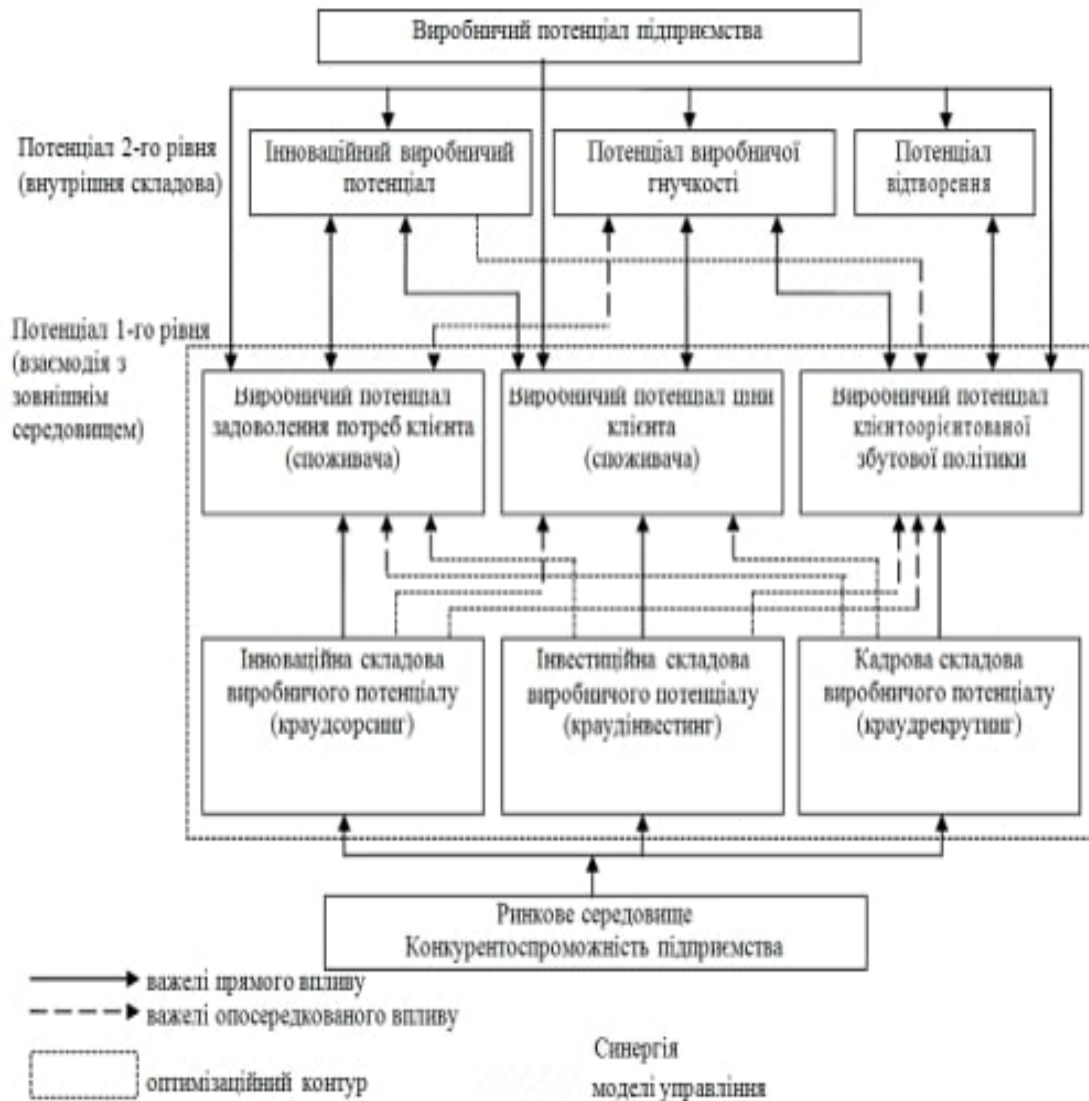 Виробничий потенціал підприємства
Потенціал 2-го рівня
(внутрішня складова)
Інноваційний виробничий
потенціал
Потенціал виробничої
гнучкості
Потенціал
відтворення
Потенціал 1-го рівня
(взаємодія з
зовнішнім
середовищем)
Виробничий потенціал
задоволення потреб клієнта
(споживача)
Виробничий потенціал ціни
клієнта
(споживача)
Виробничий потенціал
клієнтоорієнтованої
збутової політики
Інноваційна складова
виробничого потенціалу
(краудсорсинг)
Інвестиційна складова
виробничого потенціалу
(краудінвестинг)
Кадрова складова
виробничого потенціалу
(краудрекрутинг)
Ринкове середовище
Конкурентоспроможність підприємства
важелі прямого впливу
важелі опосередкованого впливу
оптимізаційний контур
Синергія
моделі управління